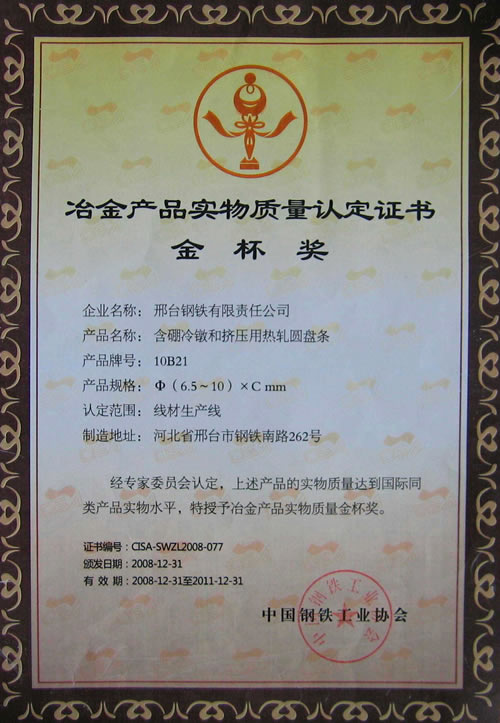 冶金产品实物质量认定证书
金杯奖
企业名称：邢台钢铁有限责任公司
产品名称：含硼冷镦和挤压用热轧圆盘条
产品牌号：10B21
产品规格：Φ（6.5～10）×C mm
认定范围：线材生产线
制造地址：河北省邢台市钢铁南路262号
经专家委员会认定，上述产品的实物质量达到国际同
类产品实物水平，特授予冶金产品实物质量金杯奖。
证书编号：CISA-SWZL2008-077
颁发日期：2008-12-31
有 效 期：2008-12-31至2011-12-31
中国钢铁工业协会